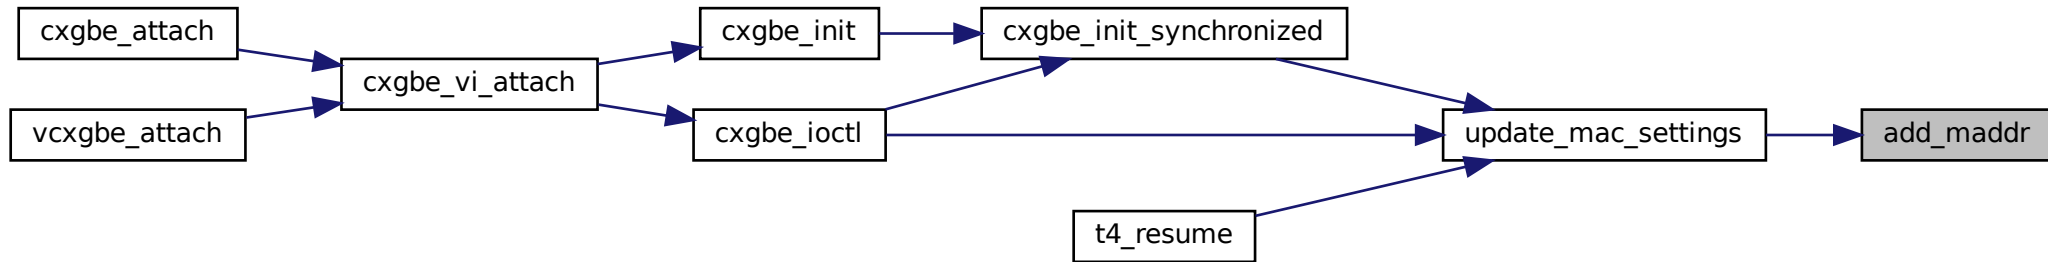 cxgbe_attach
vcxgbe_attach
cxgbe_vi_attach
cxgbe_init
cxgbe_ioctl
cxgbe_init_synchronized
t4_resume
update_mac_settings
add_maddr